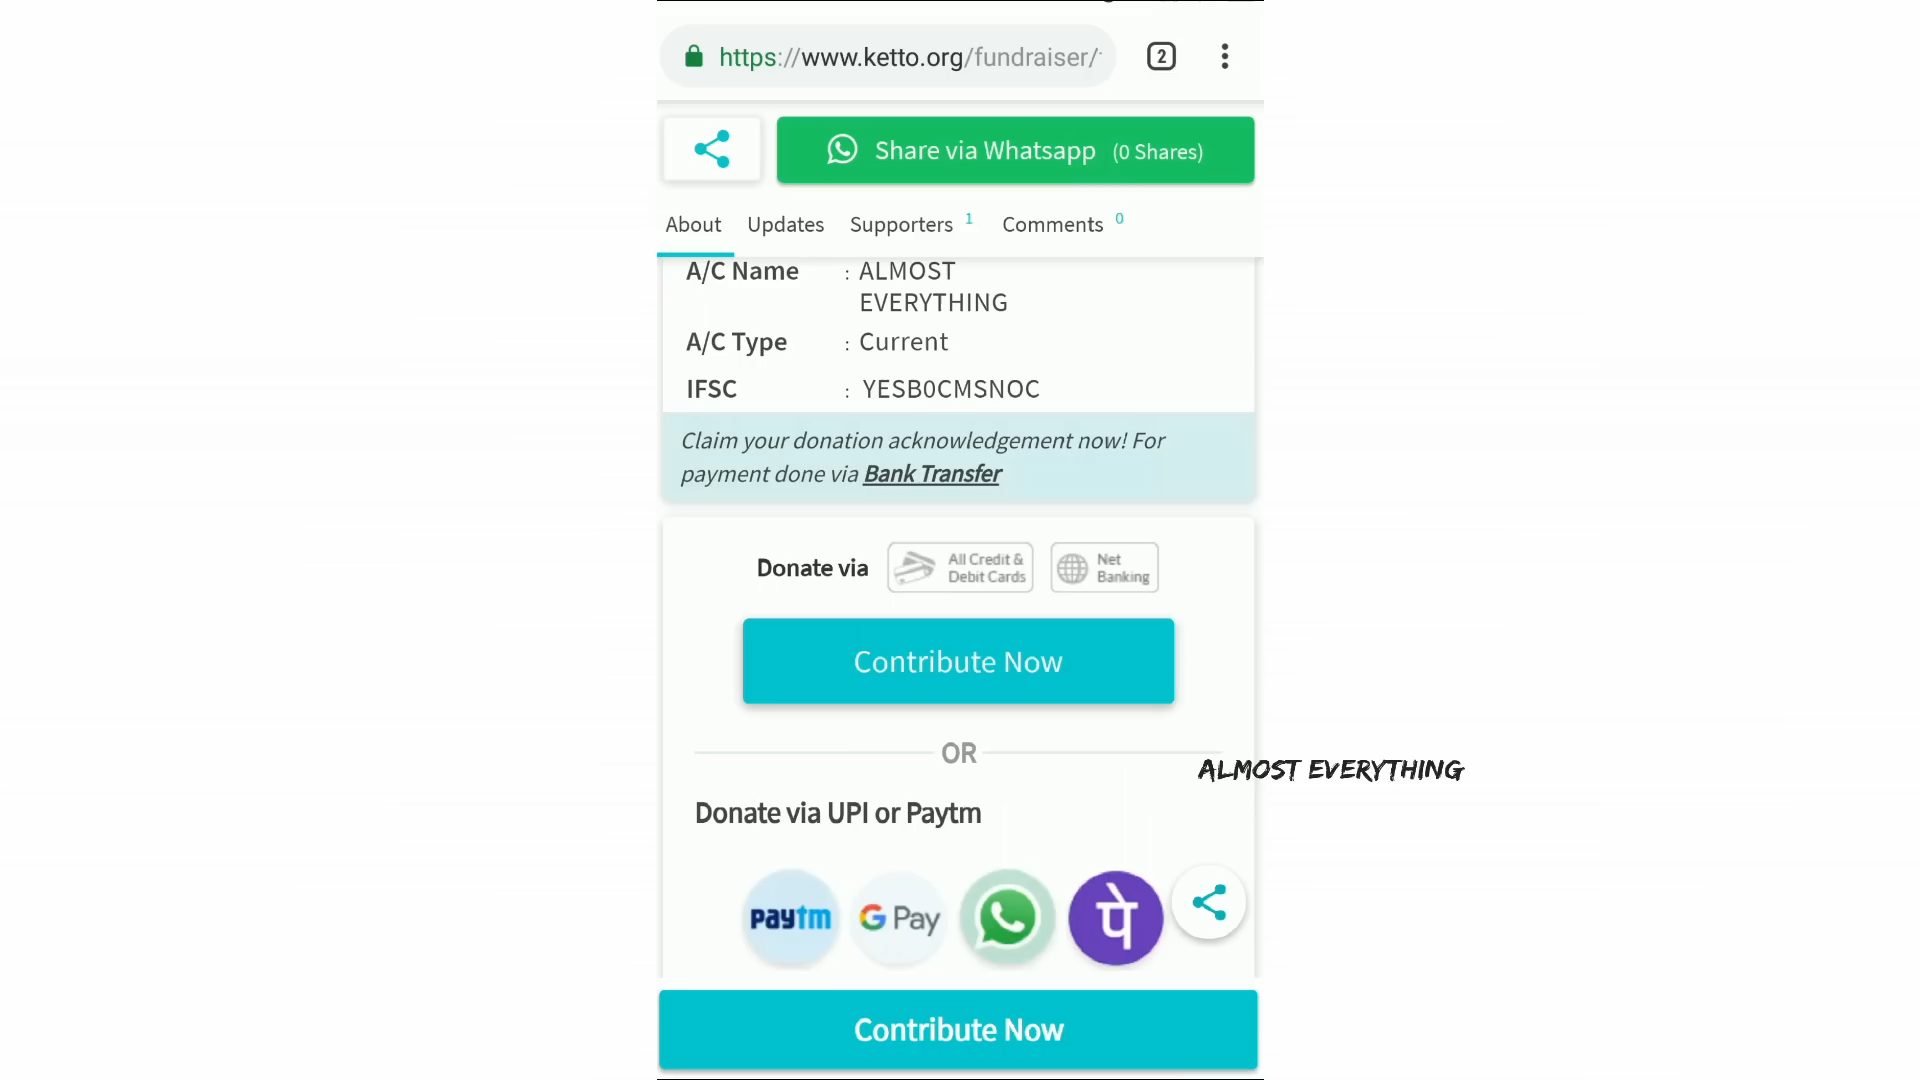 https://www.ketto.org/fundraiser/
2
Share via Whatsapp (0 Shares)
About Updates Supporters 1 Comments 0
A/C Name : ALMOST
EVERYTHING
A/C Type : Current
IFSC : YESB0CMSNOC
Claim your donation acknowledgement now! For
payment done via Bank Transfer
Donate via
All Credit &
Debit Cards
Net
Banking
Contribute Now
OR
ALMOST EVERYTHING
Donate via UPI or Paytm
paytm
G Pay
पे
Contribute Now